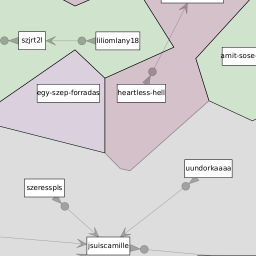 szjrt2l
liliomlany18
amit-sose-
egy-szep-forradas
heartless-hell
uundorkaaaa
szeresspls
jsuiscamille